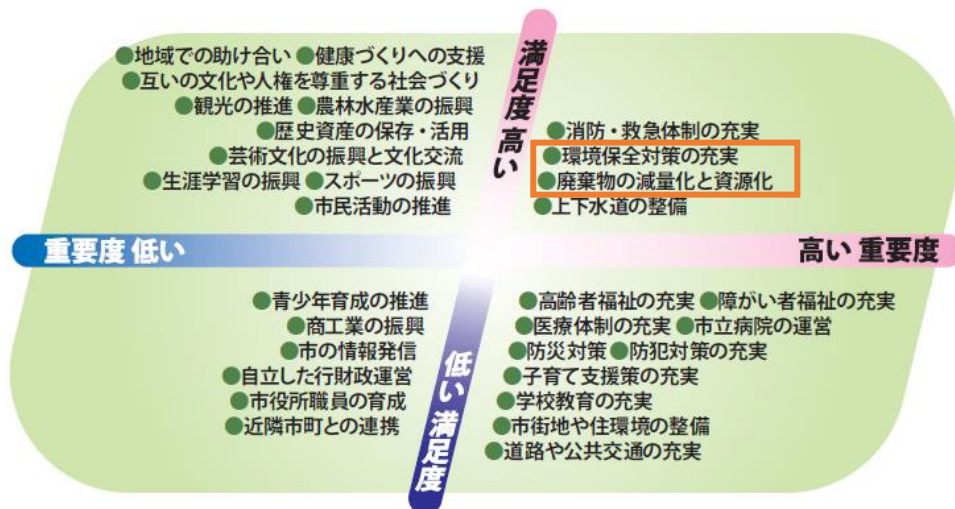 ●地域での助け合い ●健康づくりへの支援
●互いの文化や人権を尊重する社会づくり
●観光の推進 ●農林水産業の振興
●歴史資産の保存・活用
●芸術文化の振興と文化交流
●生涯学習の振興 ●スポーツの振興
●市民活動の推進
満足度 高い
●消防・救急体制の充実
●環境保全対策の充実
●廃棄物の減量化と資源化
●上下水道の整備
重要度 低い
高い 重要度
●青少年育成の推進
●商工業の振興
●市の情報発信
●自立した行財政運営
●市役所職員の育成
●近隣市町との連携
低い 満足度
●高齢者福祉の充実 ●障がい者福祉の充実
●医療体制の充実 ●市立病院の運営
●防災対策 ●防犯対策の充実
●子育て支援策の充実
●学校教育の充実
●市街地や住環境の整備
●道路や公共交通の充実